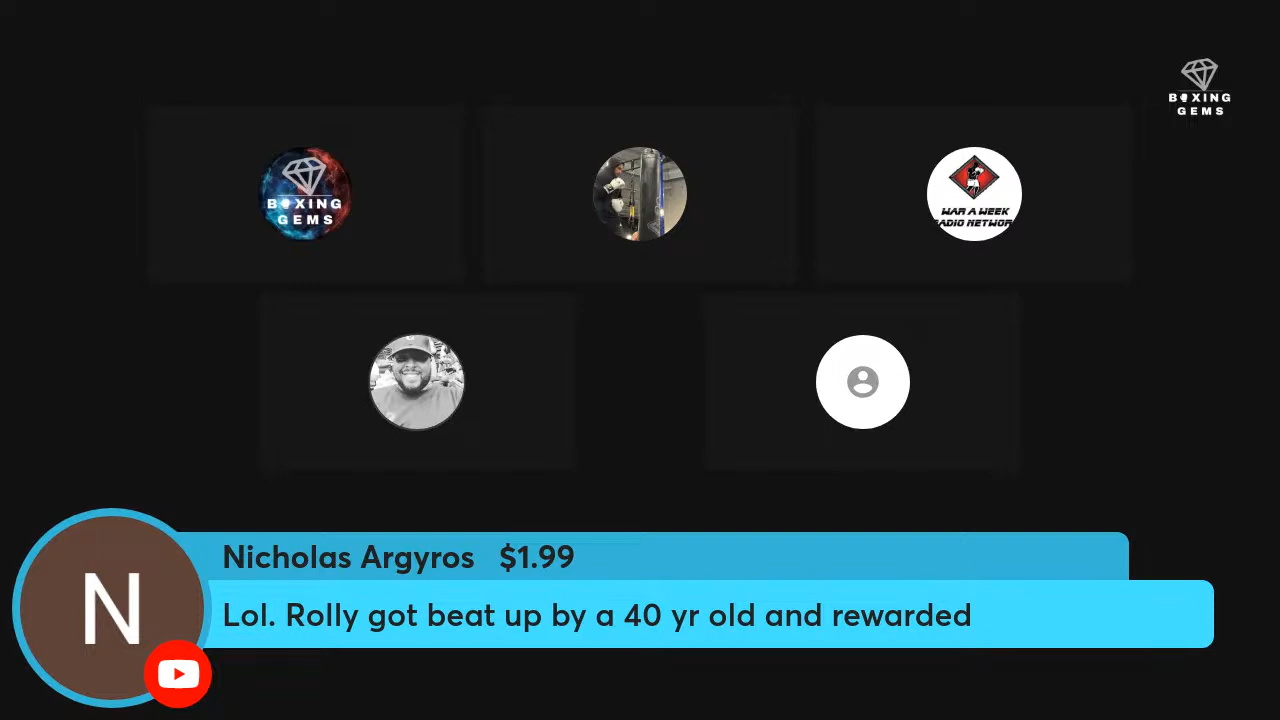 BOXING
GEMS
BOXING
GEMS
WAR A WEEK
RADIO NETWORK
Nicholas Argyros $1.99
N
Lol. Rolly got beat up by a 40 yr old and rewarded